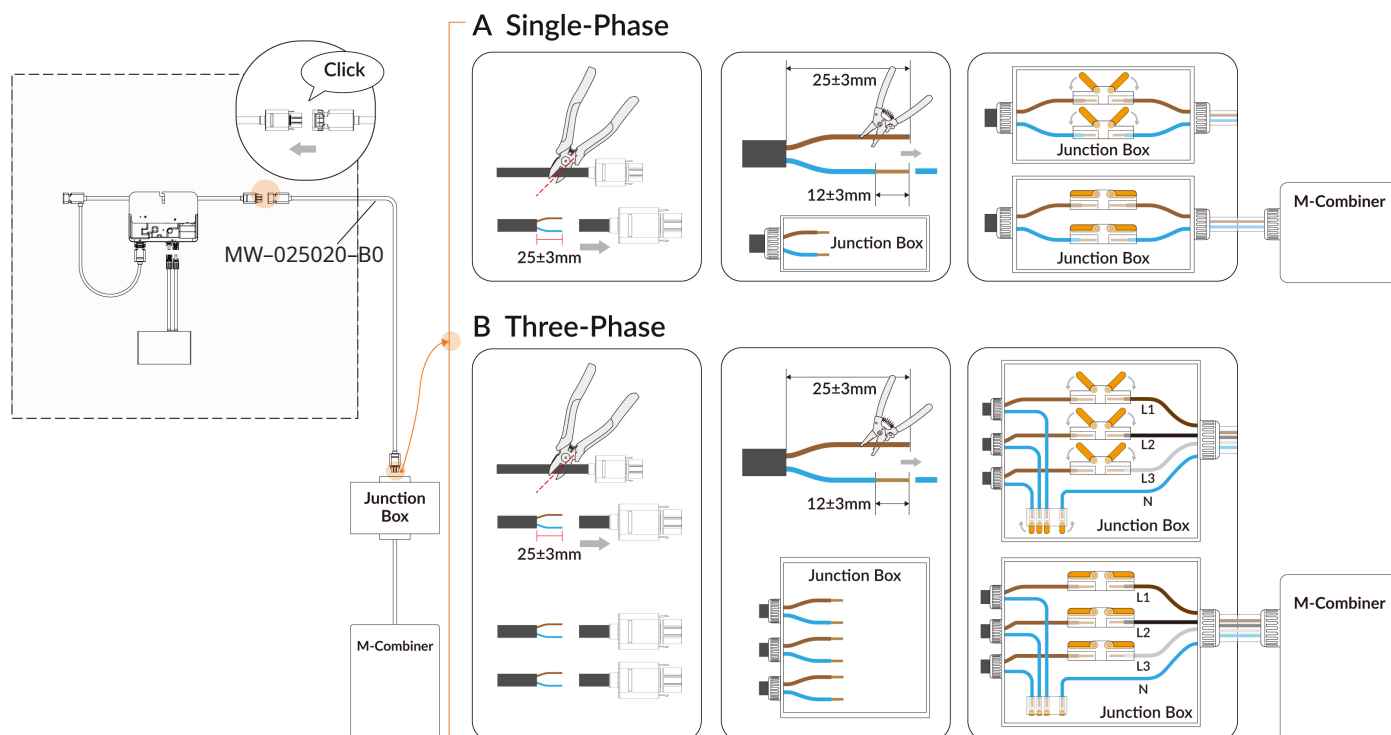 Click
MW–025020–B0
Junction
Box
M-Combiner
A Single-Phase
25±3mm
25±3mm
12±3mm
Junction Box
Junction Box
Junction Box
M-Combiner
B Three-Phase
25±3mm
25±3mm
12±3mm
Junction Box
L1
L2
L3
N
Junction Box
L1
L2
L3
N
Junction Box
M-Combiner